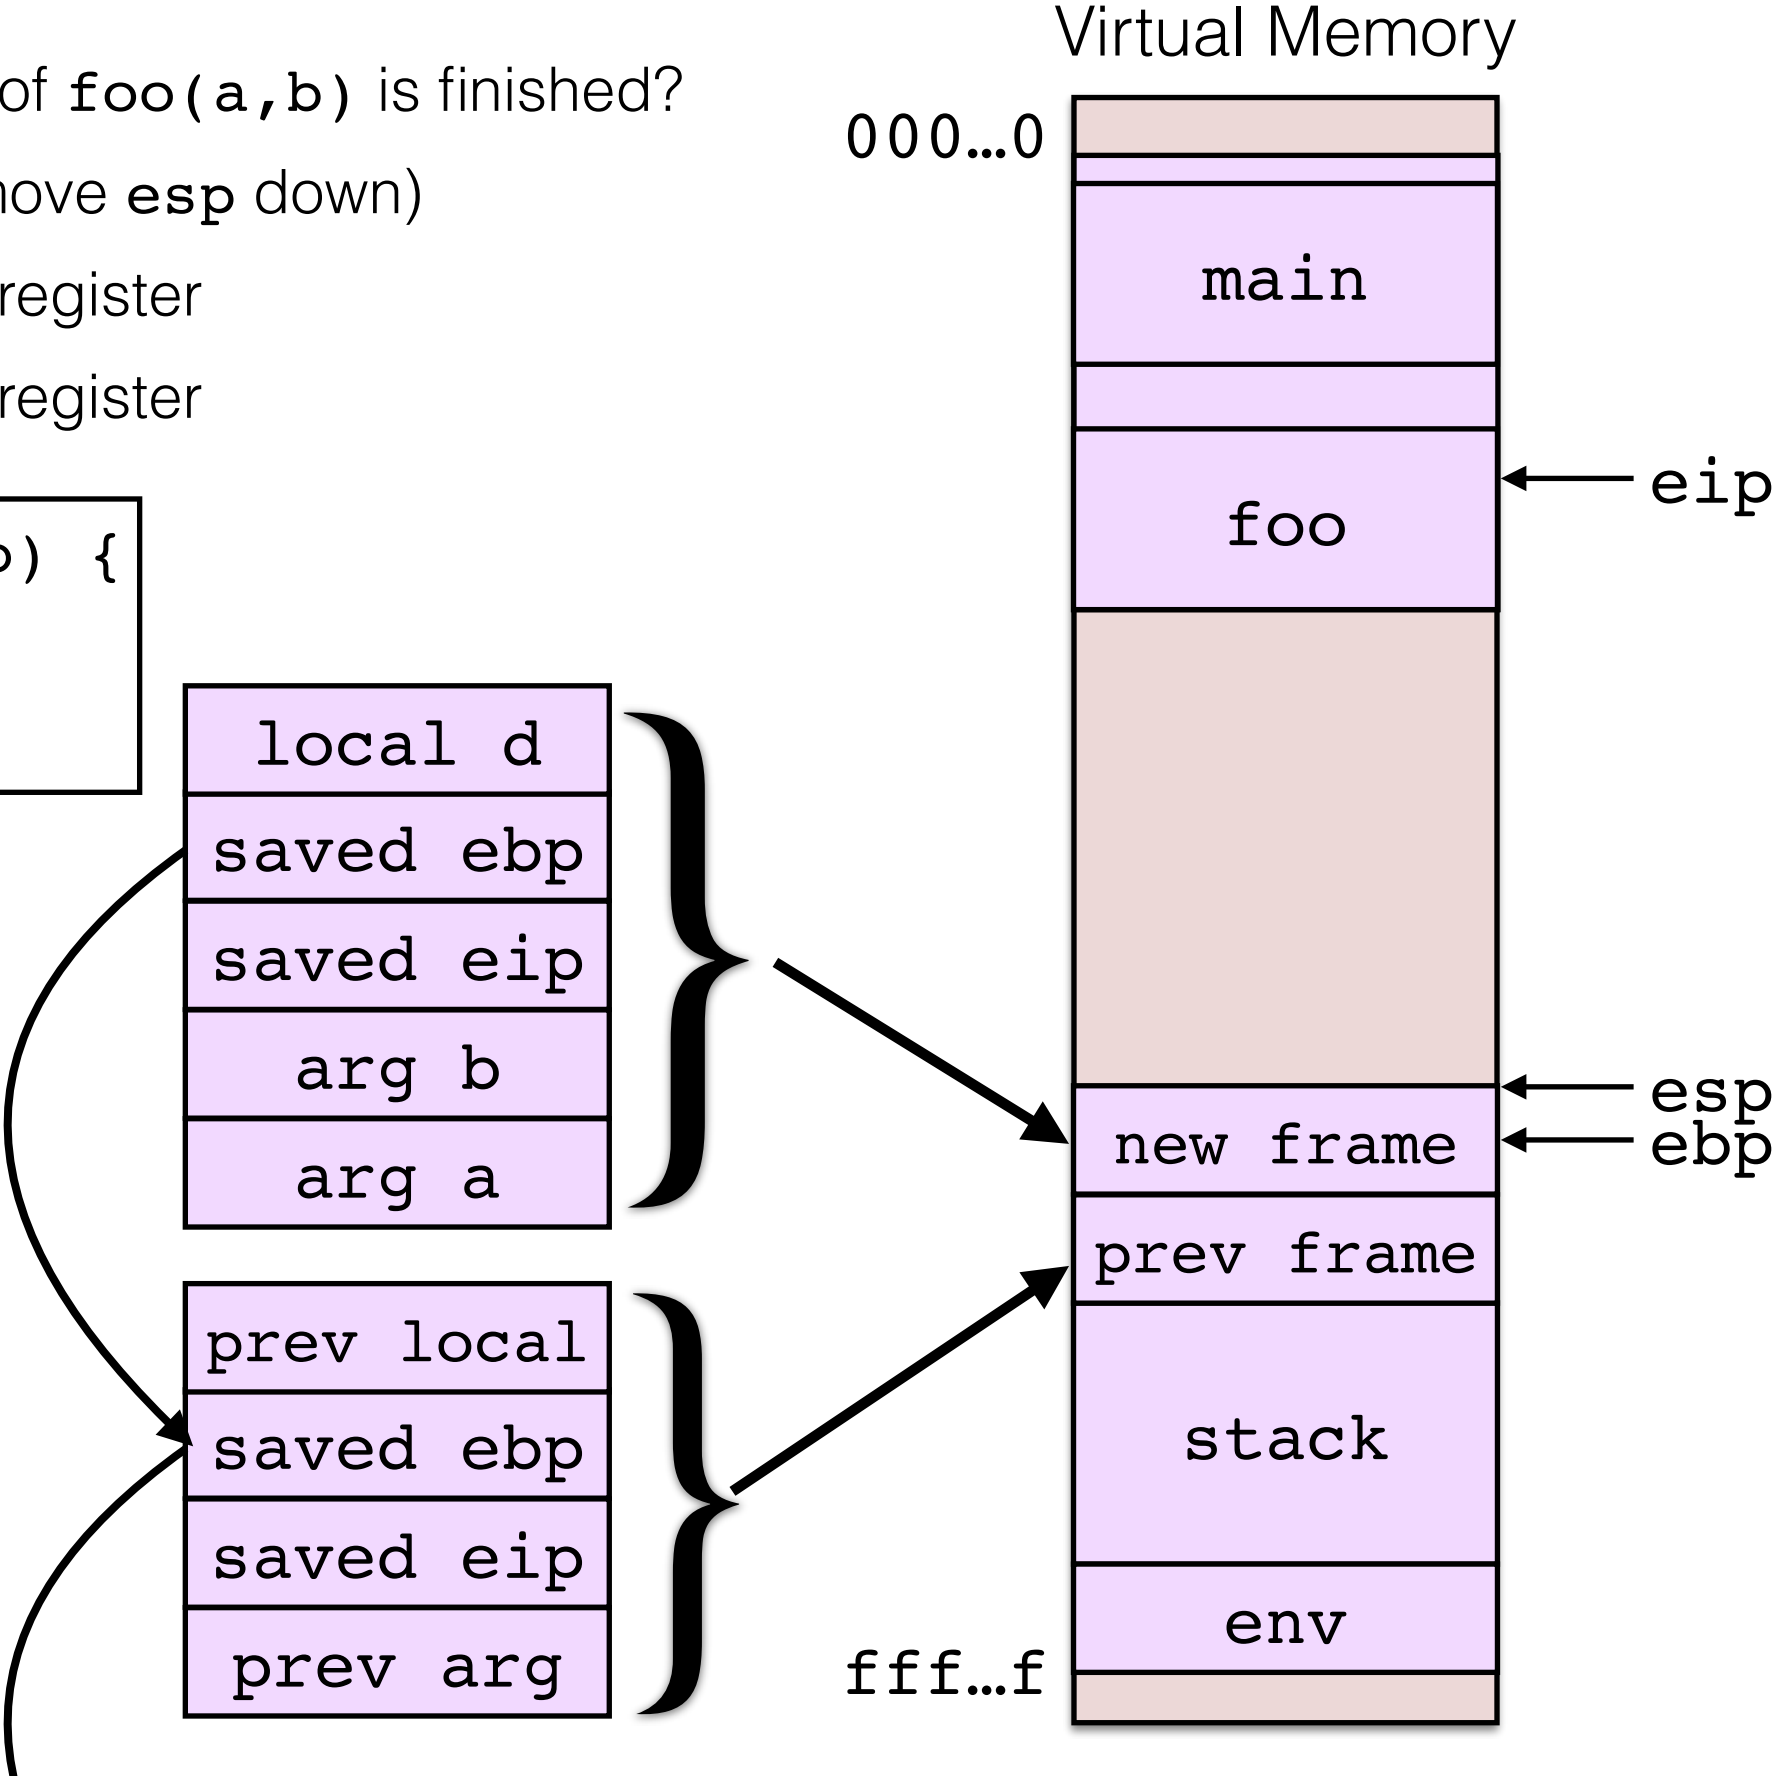 of foo(a,b) is finished?
ove esp down)
register
register
) {
local d
saved ebp
saved eip
arg b
arg a
prev local
saved ebp
saved eip
prev arg
Virtual Memory
000…0
main
foo
eip
esp
new frame
ebp
prev frame
stack
env
fff…f